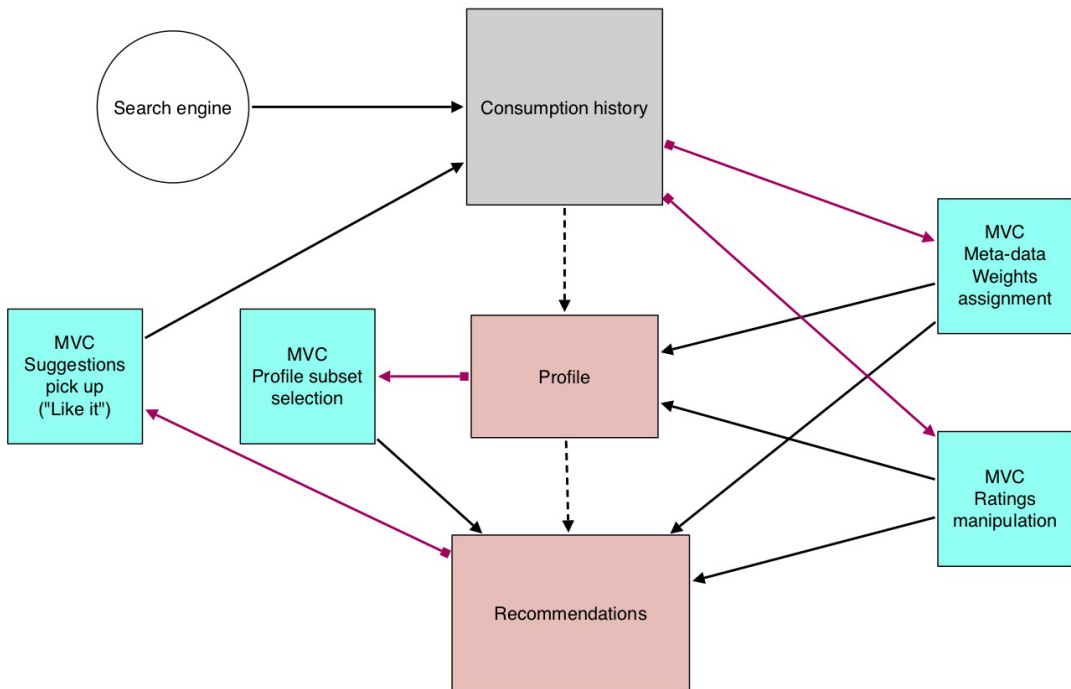 Search engine
Consumption history
MVC
Meta-data
Weights
assignment
MVC
Suggestions
pick up
("Like it")
MVC
Profile subset
selection
Profile
MVC
Ratings
manipulation
Recommendations